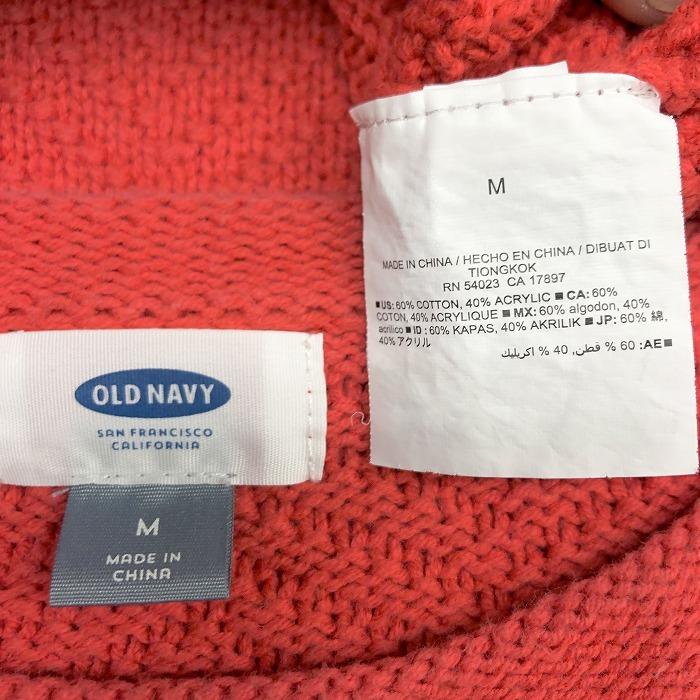 M
MADE IN CHINA / HECHO EN CHINA / DIBUAT DI
TIONGKOK
RN 54023 CA 17897
■US: 60% COTTON, 40% ACRYLIC ■ CA: 60%
COTON, 40% ACRYLIQUE ■ MX: 60% algodon, 40%
acrilico ■ ID : 60% KAPAS, 40% AKRILIK ■ JP: 60% 綿,
40% アクリル
■AE: 60 % قطن, 40 % اكريليك
OLD NAVY
SAN FRANCISCO
CALIFORNIA
M
MADE IN
CHINA